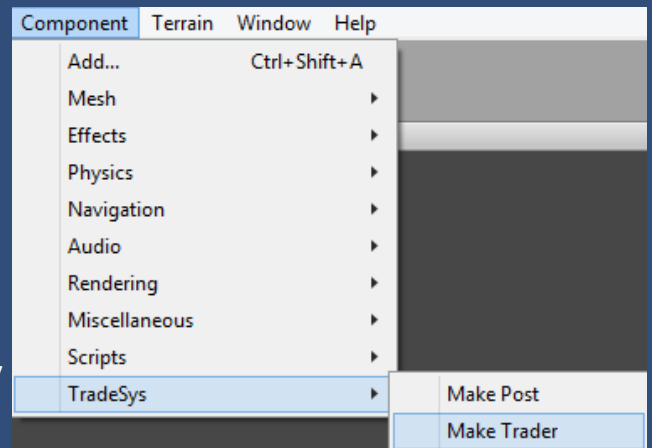 Component Terrain Window Help
Add... Ctrl+Shift+A
Mesh
Effects
Physics
Navigation
Audio
Rendering
Miscellaneous
Scripts
TradeSys
Make Post
Make Trader